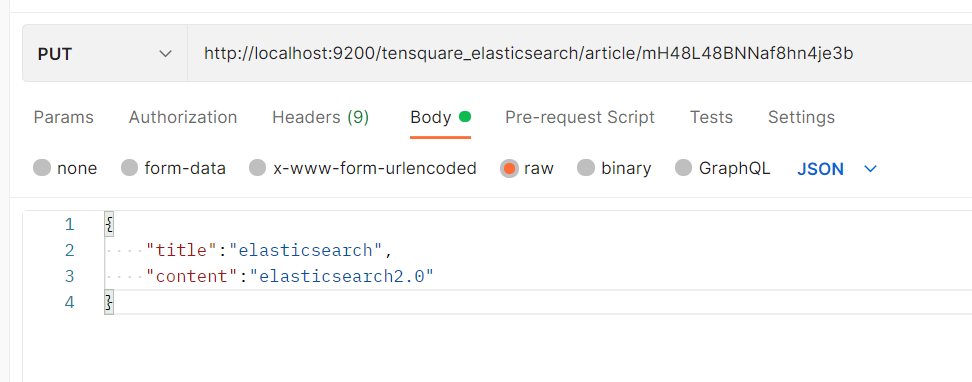 PUT http://localhost:9200/tensquare_elasticsearch/article/mH48L48BNNaf8hn4je3b
Params Authorization Headers (9) Body Pre-request Script Tests Settings
none form-data x-www-form-urlencoded raw binary GraphQL JSON
1 {
2 ····"title":"elasticsearch",
3 ····"content":"elasticsearch2.0"
4 }